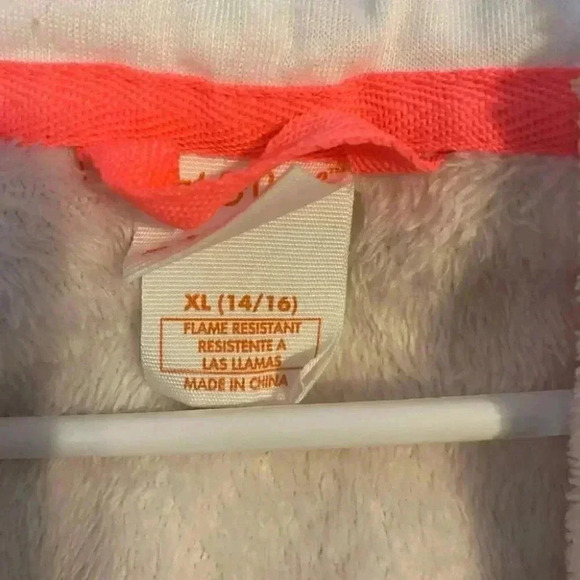 XL (14/16)
FLAME RESISTANT
RESISTENTE A
LAS LLAMAS
MADE IN CHINA